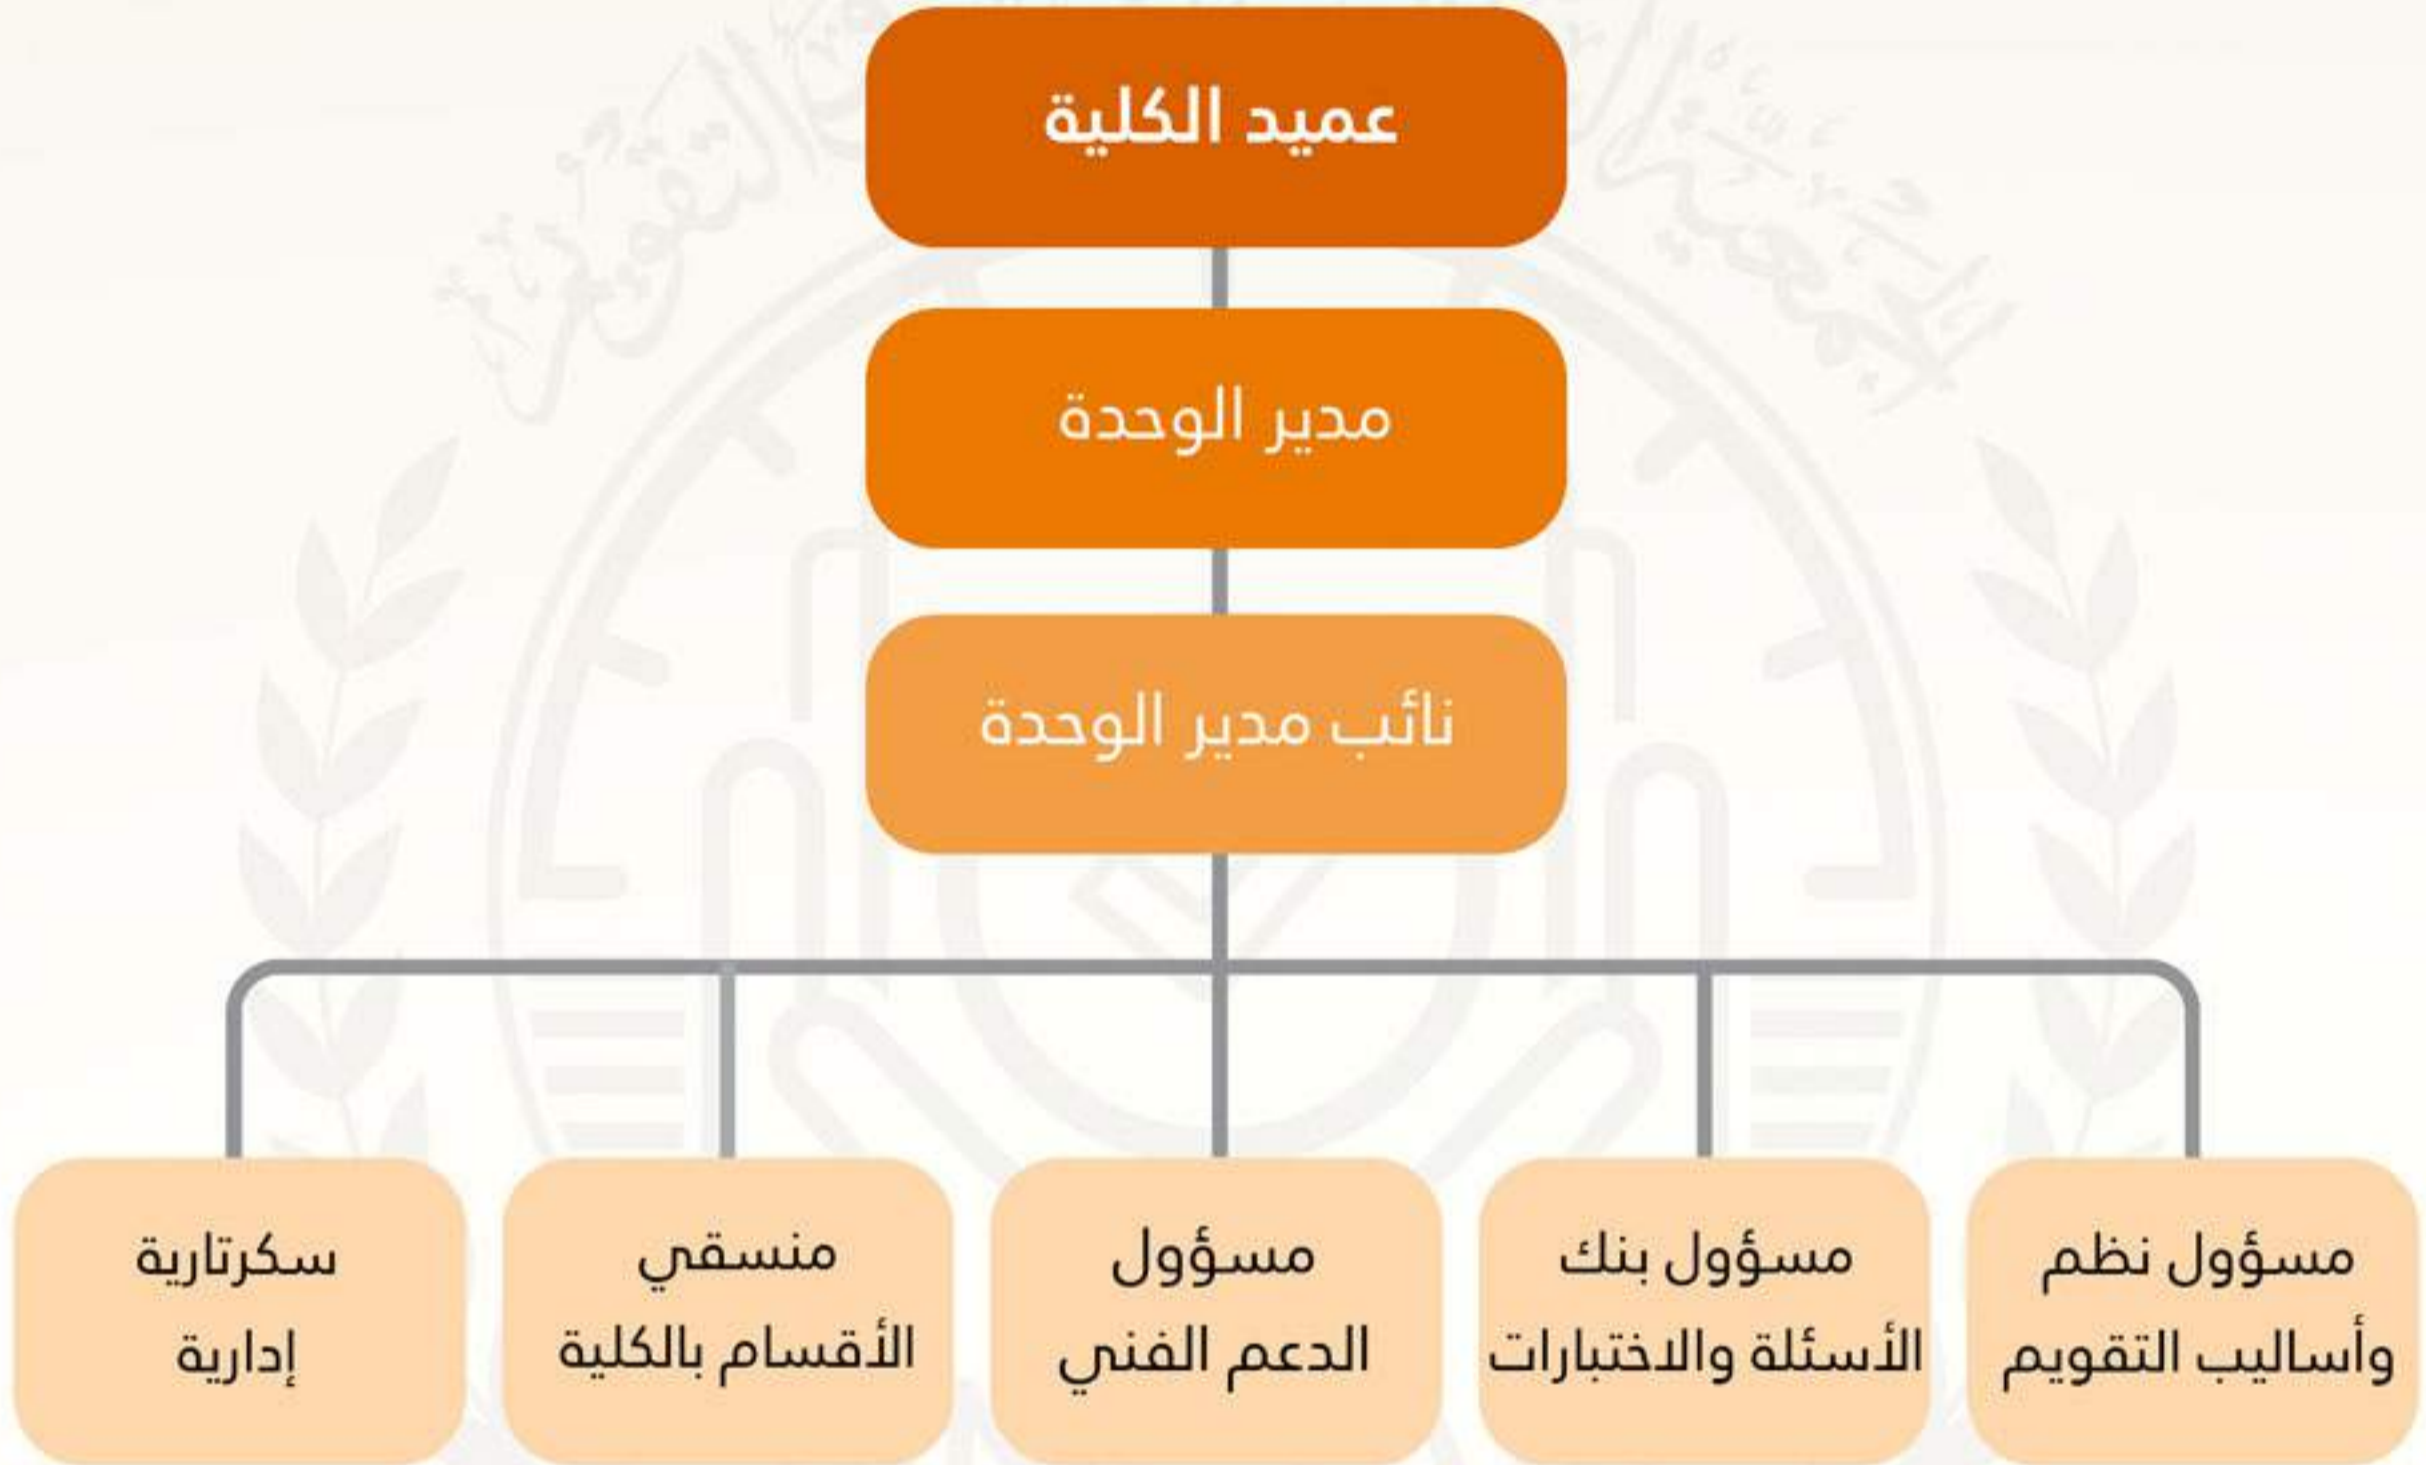 عميد الكلية
مدير الوحدة
نائب مدير الوحدة
مسؤول نظم
وأساليب التقويم
مسؤول بنك
الأسئلة والاختبارات
مسؤول
الدعم الفني
منسقي
الأقسام بالكلية
سكرتارية
إدارية